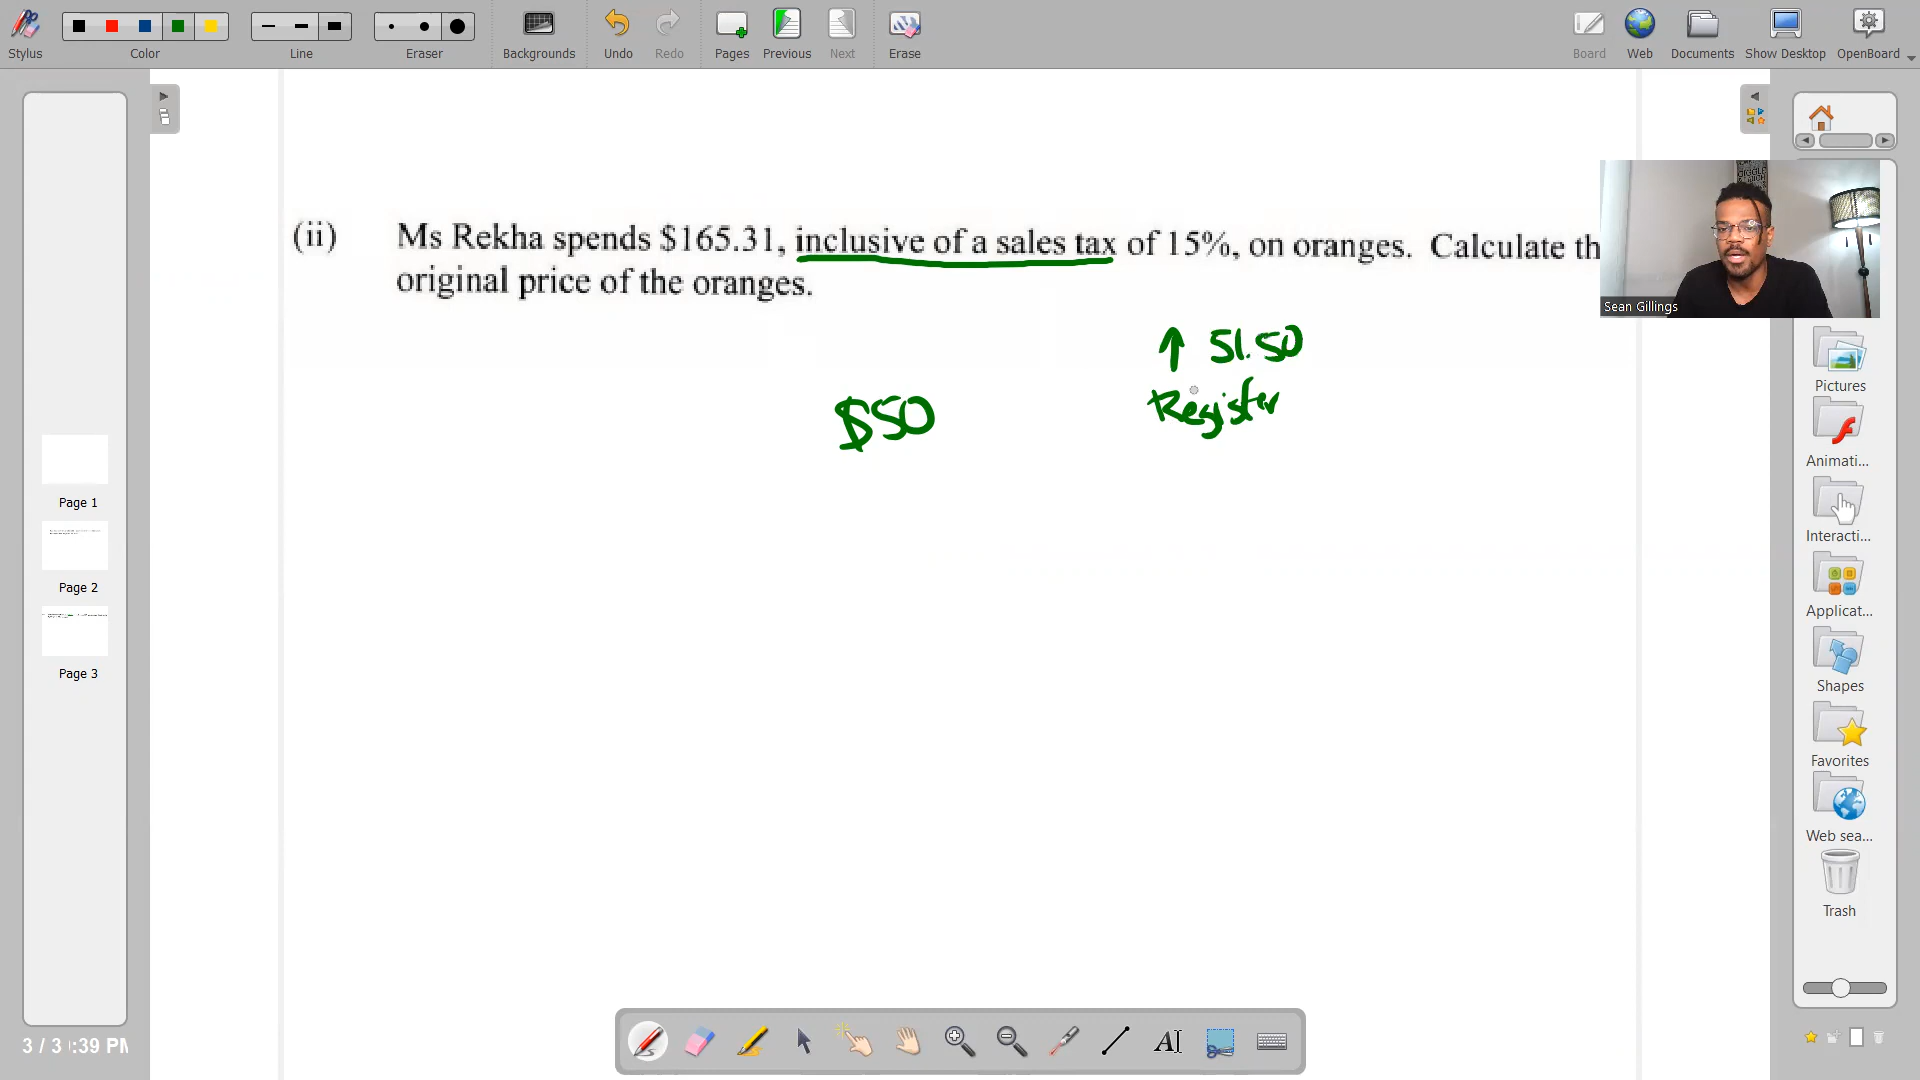 Stylus Color Line Eraser Backgrounds Undo Redo Pages Previous Next Erase Board Web Documents Show Desktop OpenBoard
(ii) Ms Rekha spends $165.31, inclusive of a sales tax of 15%, on oranges. Calculate th
original price of the oranges.
Sean Gillings
↑ 51.50
Register
$50
Page 1
Page 2
Page 3
3 / 3
:39 PM
Pictures
Animati...
Interacti...
Applicat...
Shapes
Favorites
Web sea...
Trash